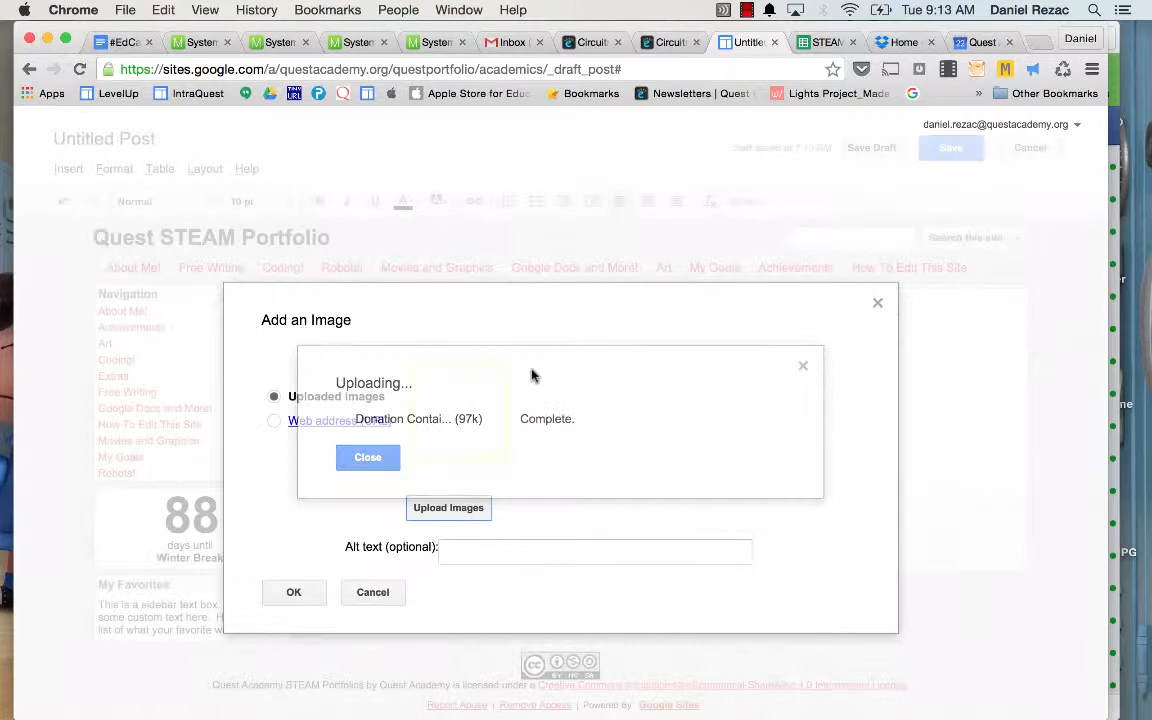 Chrome File Edit View History Bookmarks People Window Help Tue 9:13 AM Daniel Rezac
#EdCa System System System System Inbox ( Circuit Circuit Untitle STEAM Home Quest Daniel
https://sites.google.com/a/questacademy.org/questportfolio/academics/_draft_post#
Apps LevelUp IntraQuest Apple Store for Educ Bookmarks Newsletters | Quest Lights Project_Made » Other Bookmarks
daniel.rezac@questacademy.org
Untitled Post
Save Draft Save Cancel
Insert Format Table Layout Help
Normal 10 pt
Quest STEAM Portfolio
Search this site
About Me! Free Writing Coding! Robots! Movies and Graphics Google Docs and More! Art My Goals Achievements How To Edit This Site
Navigation
About Me!
Achievements
Art
Coding!
Extras
Free Writing
Google Docs and More!
How To Edit This Site
Movies and Graphics
My Goals
Robots!
88
days until
Winter Break
My Favorites
This is a sidebar text box.
some custom text here.
list of what your favorite w
Add an Image
Uploaded images
Web address
Uploading...
Donation Contai... (97k) Complete.
Close
Upload Images
Alt text (optional):
OK Cancel
Quest Academy STEAM Portfolios by Quest Academy is licensed under a Creative Commons
Report Abuse | Remove Access | Powered By Google Sites
PG